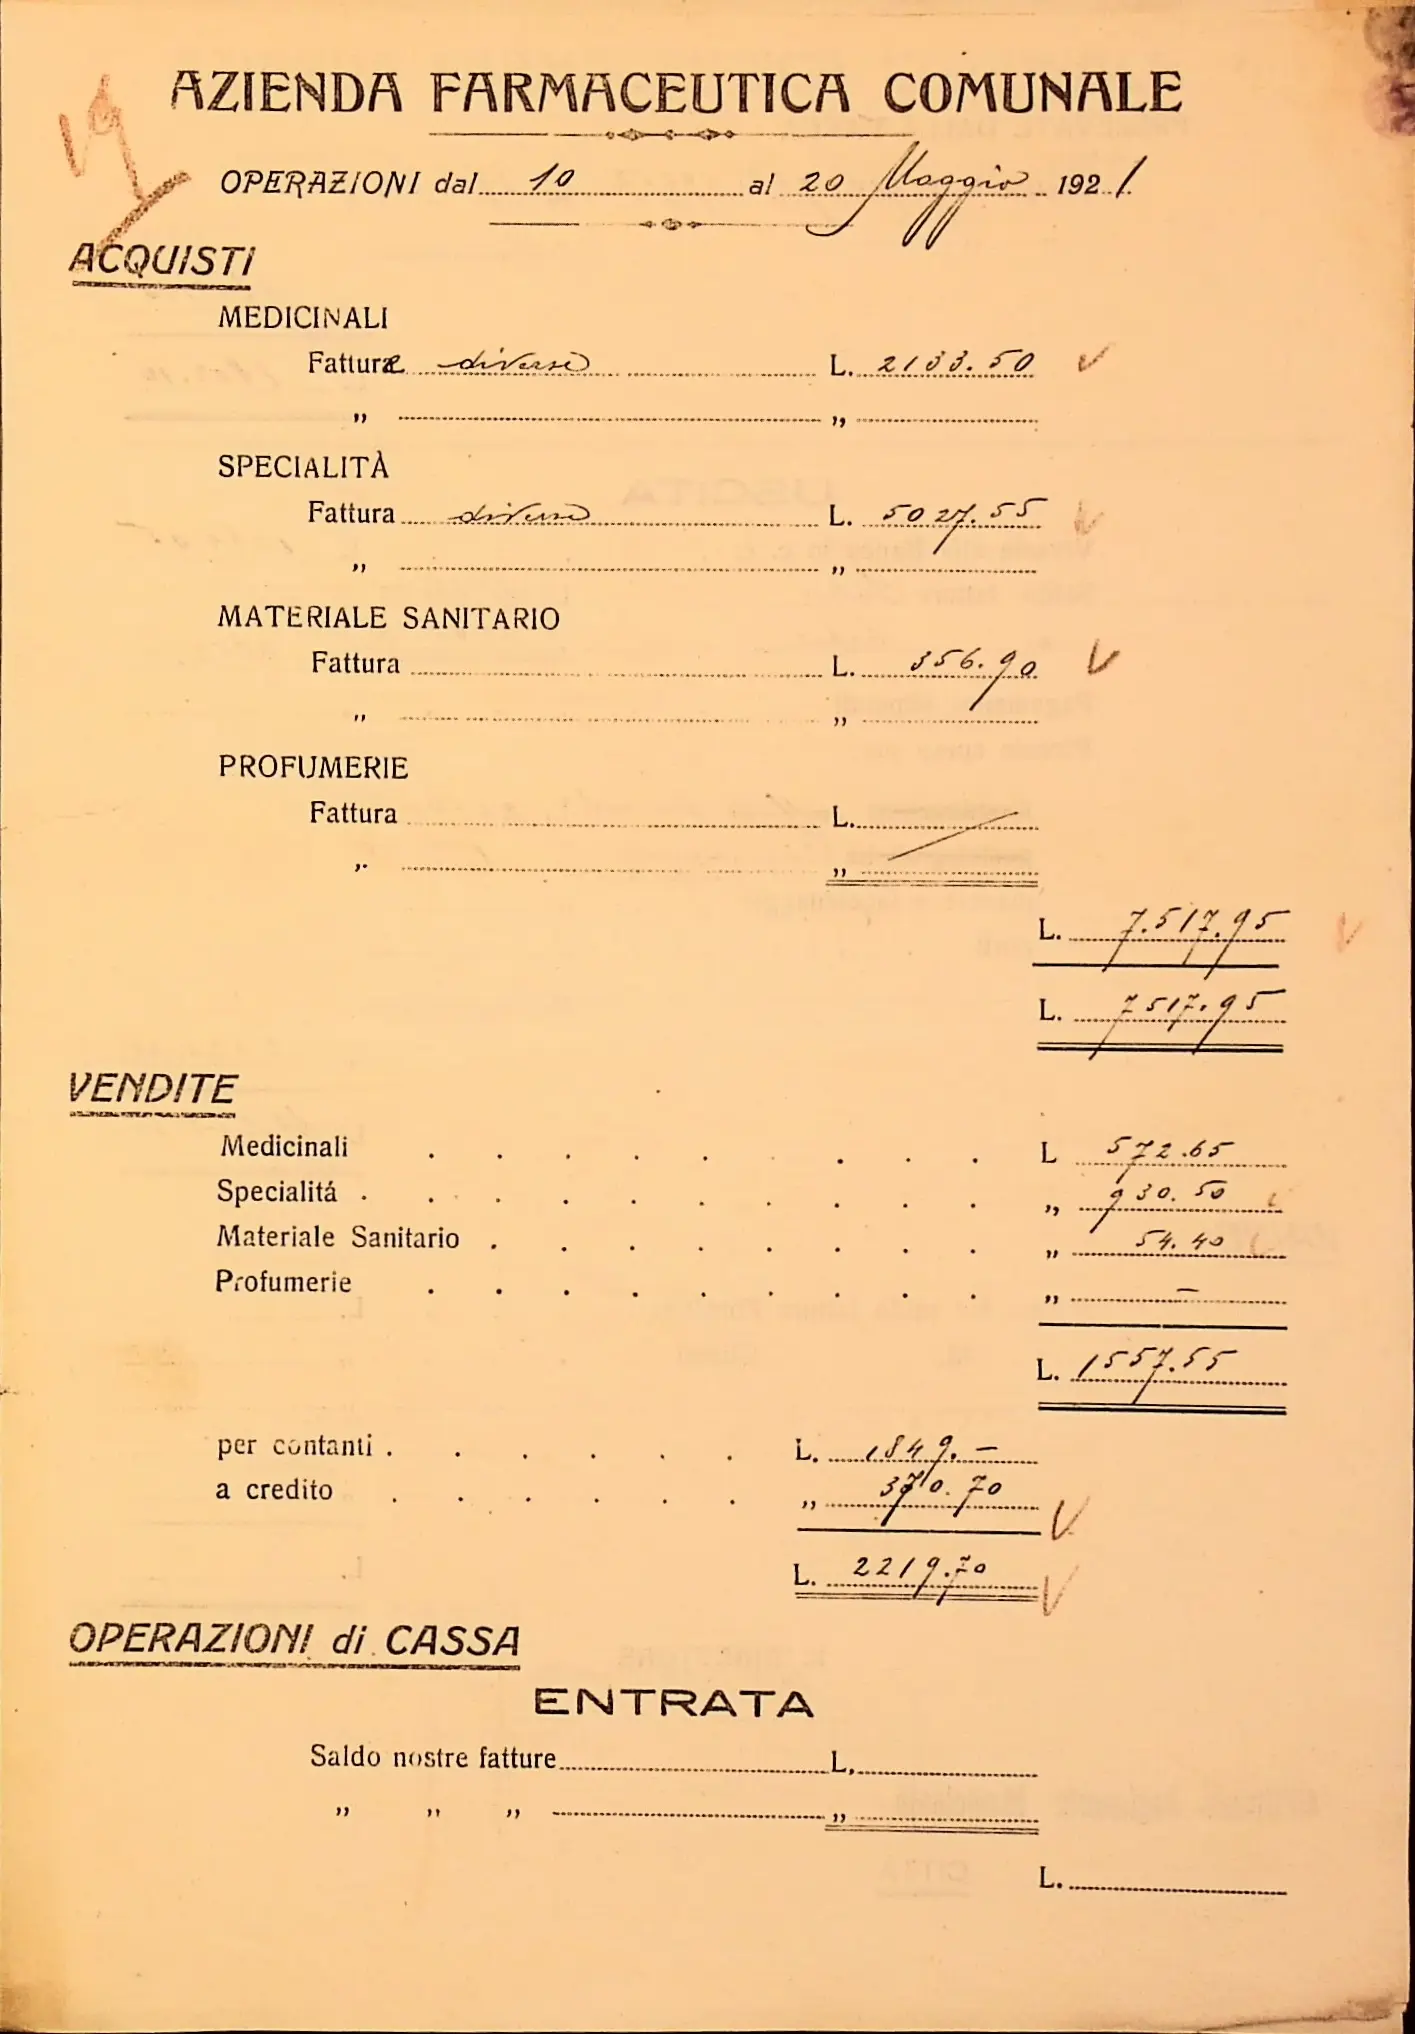 AZIENDA FARMACEUTICA COMUNALE
OPERAZIONI dal 10 al 20 Maggio 1921.
ACQUISTI
MEDICINALI
Fatture diverse L. 2133.50
„ „
SPECIALITÀ
Fattura diverse L. 5027.55
„ „
MATERIALE SANITARIO
Fattura L. 356.90
„ „
PROFUMERIE
Fattura L.
„ „
L. 7.517.95
L. 7517.95
VENDITE
Medicinali L 572.65
Specialitá „ 930.50
Materiale Sanitario „ 54.40
Profumerie „ —
L. 1557.55
per contanti L. 1849.—
a credito „ 370.70
L. 2219.70
OPERAZIONI di CASSA
ENTRATA
Saldo nostre fatture L.
„ „ „ „
L.